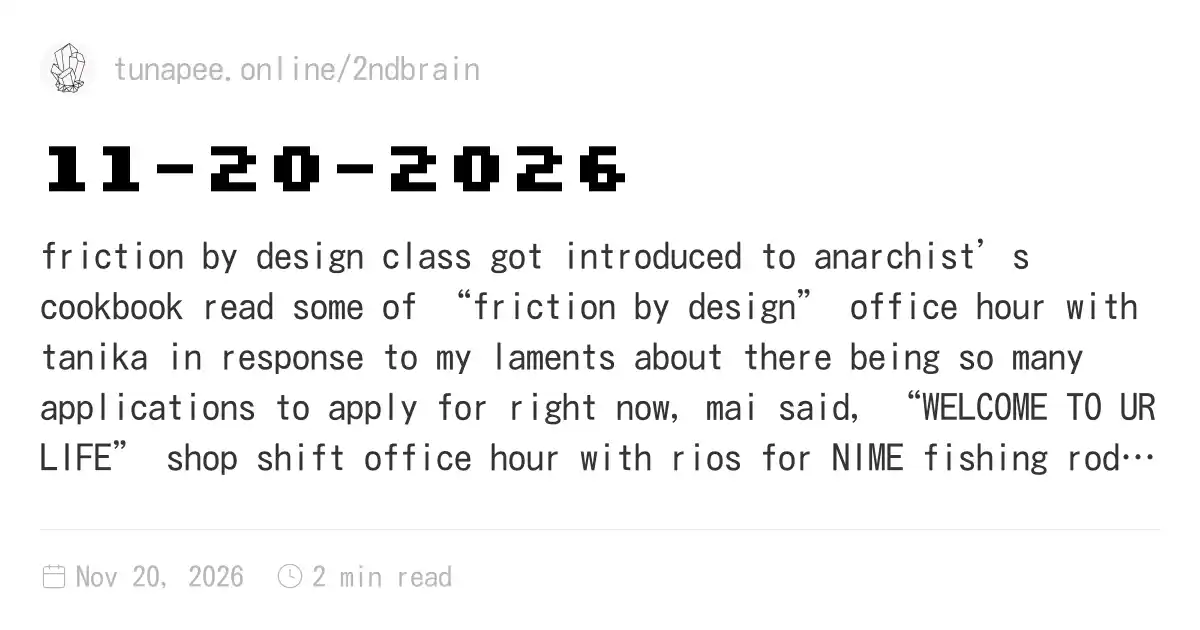 tunapee.online/2ndbrain
11-20-2026
friction by design class got introduced to anarchist’s
cookbook read some of “friction by design” office hour with
tanika in response to my laments about there being so many
applications to apply for right now, mai said, “WELCOME TO UR
LIFE” shop shift office hour with rios for NIME fishing rod…
Nov 20, 2026 2 min read